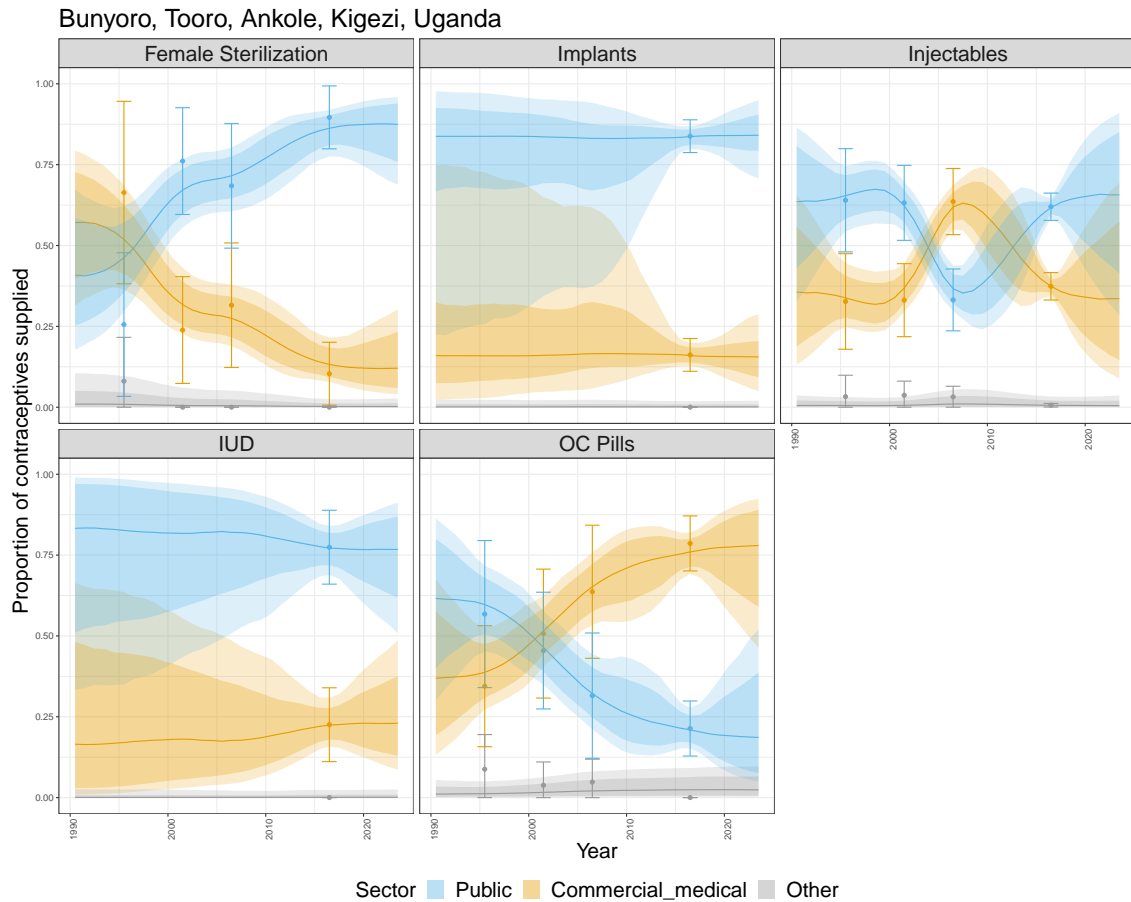 Bunyoro, Tooro, Ankole, Kigezi, Uganda
Female Sterilization
Implants
Injectables
1.00
0.75
0.50
0.25
0.00
1990
2000
2010
2020
IUD
OC Pills
1.00
0.75
0.50
0.25
0.00
1990
2000
2010
2020
1990
2000
2010
2020
Proportion of contraceptives supplied
Year
Sector Public Commercial_medical Other